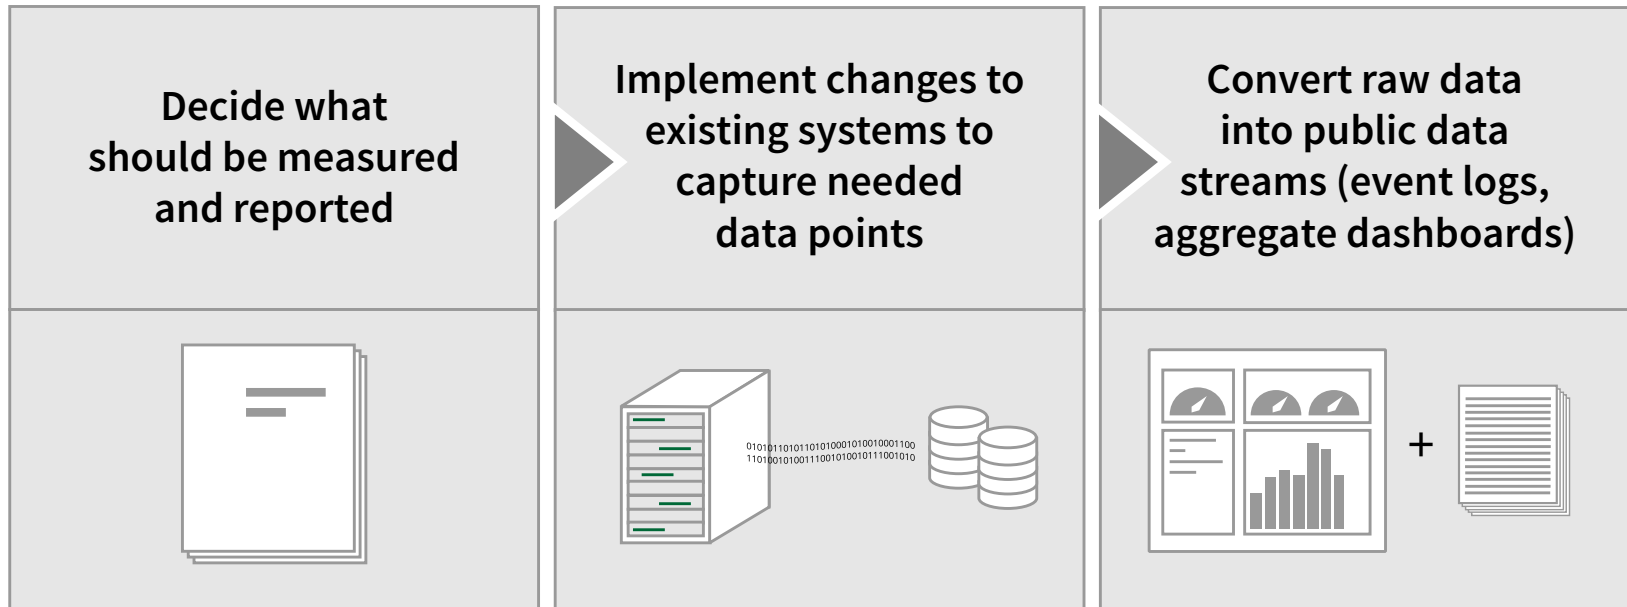 Decide what
should be measured
and reported
Implement changes to
existing systems to
capture needed
data points
Convert raw data
into public data
streams (event logs,
aggregate dashboards)
+